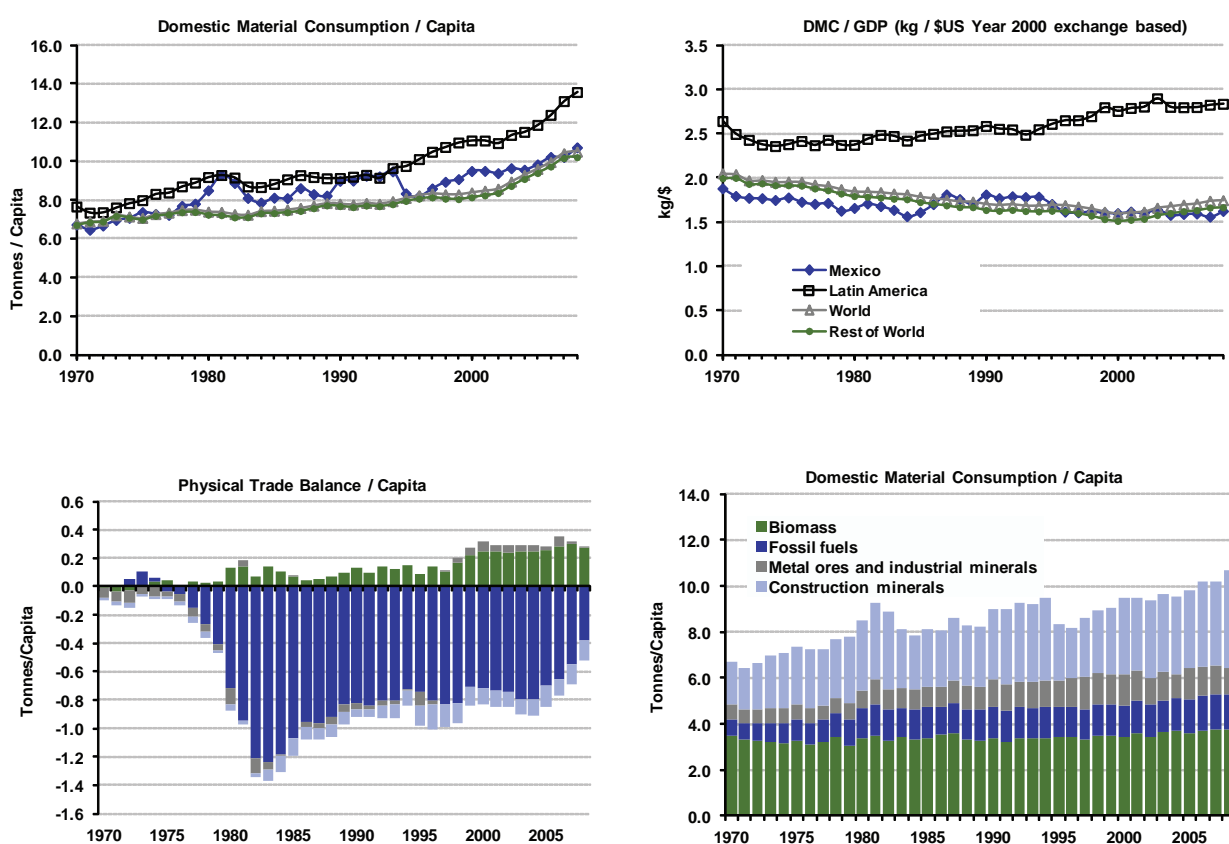 Domestic Material Consumption / Capita
16.0
14.0
12.0
10.0
8.0
6.0
4.0
2.0
0.0
Tonnes / Capita
1970 1980 1990 2000
DMC / GDP (kg / $US Year 2000 exchange based)
3.5
3.0
2.5
2.0
1.5
1.0
0.5
0.0
kg/$
Mexico
Latin America
World
Rest of World
1970 1980 1990 2000
Physical Trade Balance / Capita
0.6
0.4
0.2
0.0
-0.2
-0.4
-0.6
-0.8
-1.0
-1.2
-1.4
-1.6
Tonnes/Capita
1970 1975 1980 1985 1990 1995 2000 2005
Domestic Material Consumption / Capita
14.0
12.0
10.0
8.0
6.0
4.0
2.0
0.0
Tonnes/Capita
Biomass
Fossil fuels
Metal ores and industrial minerals
Construction minerals
1970 1975 1980 1985 1990 1995 2000 2005